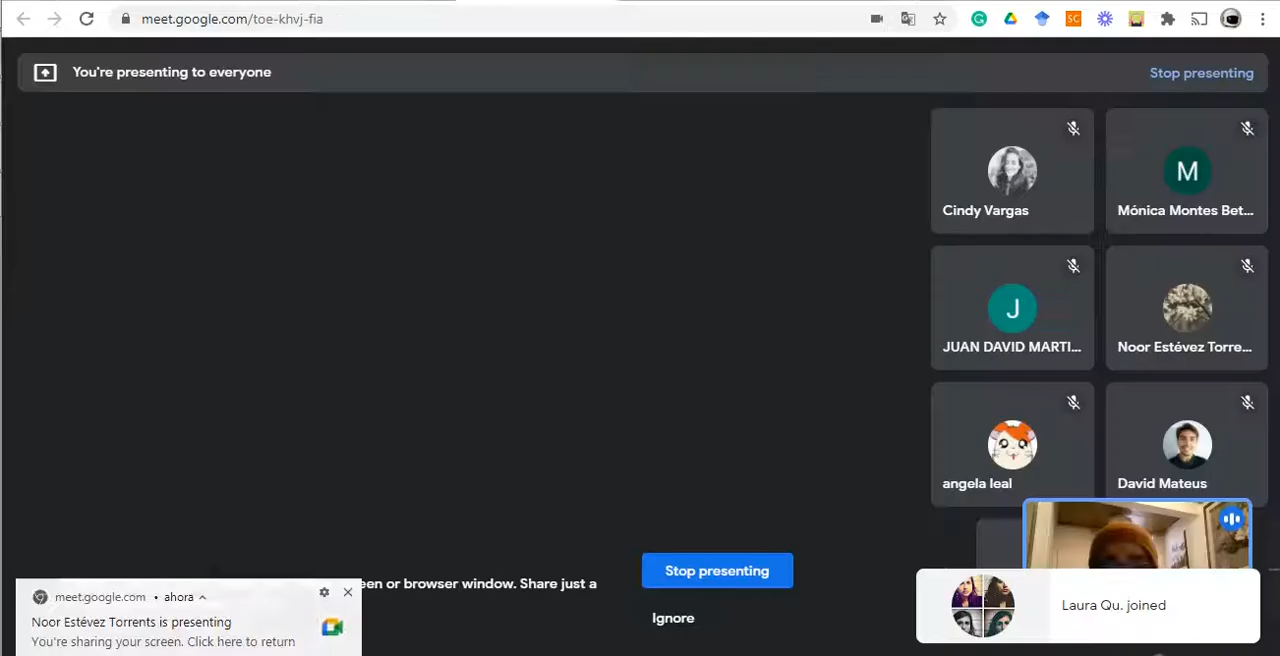 meet.google.com/toe-khvj-fia
SC
You're presenting to everyone
Stop presenting
Cindy Vargas
M
Mónica Montes Bet...
J
JUAN DAVID MARTI...
Noor Estévez Torre...
angela leal
David Mateus
een or browser window. Share just a
Stop presenting
Ignore
meet.google.com • ahora
Noor Estévez Torrents is presenting
You're sharing your screen. Click here to return
Laura Qu. joined